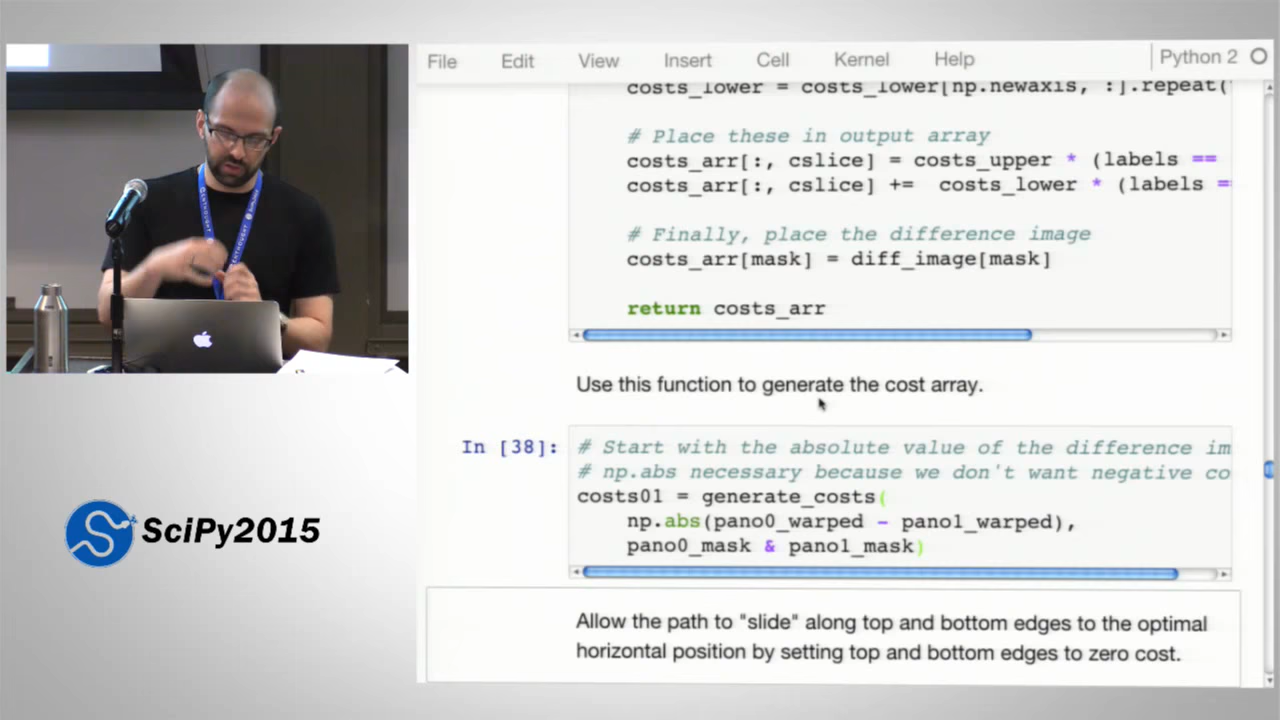 File Edit View Insert Cell Kernel Help Python 2
costs_lower = costs_lower[np.newaxis, :].repeat(
# Place these in output array
costs_arr[:, cslice] = costs_upper * (labels ==
costs_arr[:, cslice] += costs_lower * (labels =
# Finally, place the difference image
costs_arr[mask] = diff_image[mask]
return costs_arr
Use this function to generate the cost array.
In [38]:
# Start with the absolute value of the difference im
# np.abs necessary because we don't want negative co
costs01 = generate_costs(
np.abs(pano0_warped - pano1_warped),
pano0_mask & pano1_mask)
Allow the path to "slide" along top and bottom edges to the optimal
horizontal position by setting top and bottom edges to zero cost.
ENTHOUGHT
SciPy2015